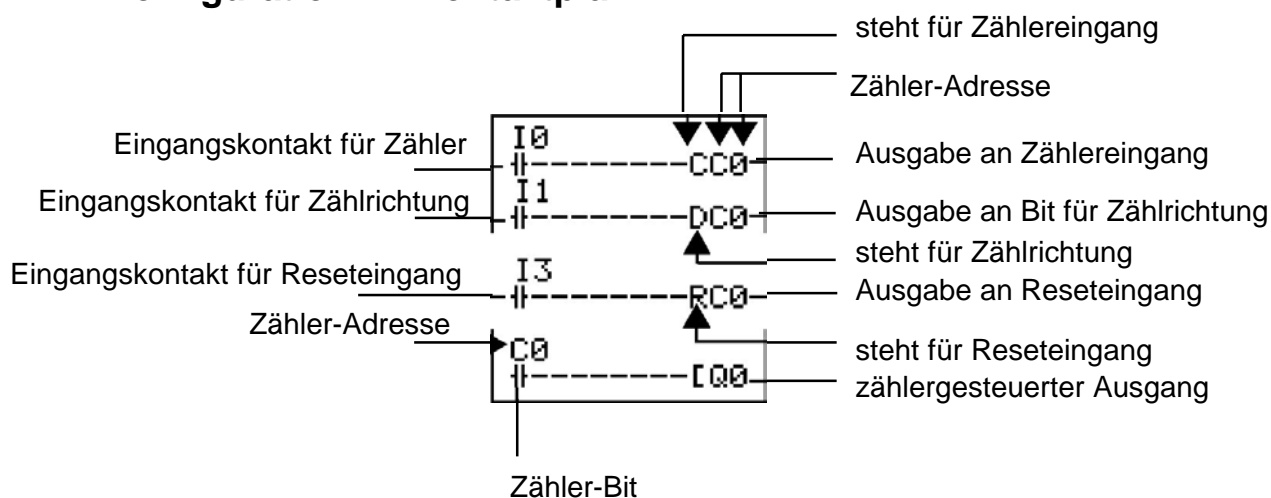 steht für Zählereingang
Zähler-Adresse
Eingangskontakt für Zähler
I0
CC0
Ausgabe an Zählereingang
Eingangskontakt für Zählrichtung
I1
DC0
Ausgabe an Bit für Zählrichtung
steht für Zählrichtung
Eingangskontakt für Reseteingang
I3
RC0
Ausgabe an Reseteingang
Zähler-Adresse
C0
steht für Reseteingang
[Q0
zählergesteuerter Ausgang
Zähler-Bit